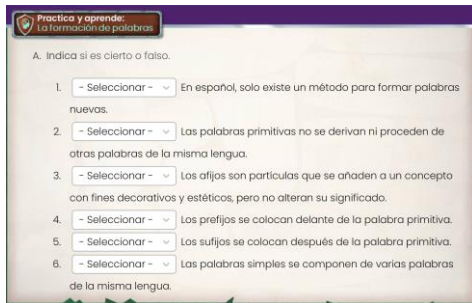 Practica y aprende:
La formación de palabras
A. Indica si es cierto o falso.
1. - Seleccionar - En español, solo existe un método para formar palabras
nuevas.
2. - Seleccionar - Las palabras primitivas no se derivan ni proceden de
otras palabras de la misma lengua.
3. - Seleccionar - Los afijos son partículas que se añaden a un concepto
con fines decorativos y estéticos, pero no alteran su significado.
4. - Seleccionar - Los prefijos se colocan delante de la palabra primitiva.
5. - Seleccionar - Los sufijos se colocan después de la palabra primitiva.
6. - Seleccionar - Las palabras simples se componen de varias palabras
de la misma lengua.